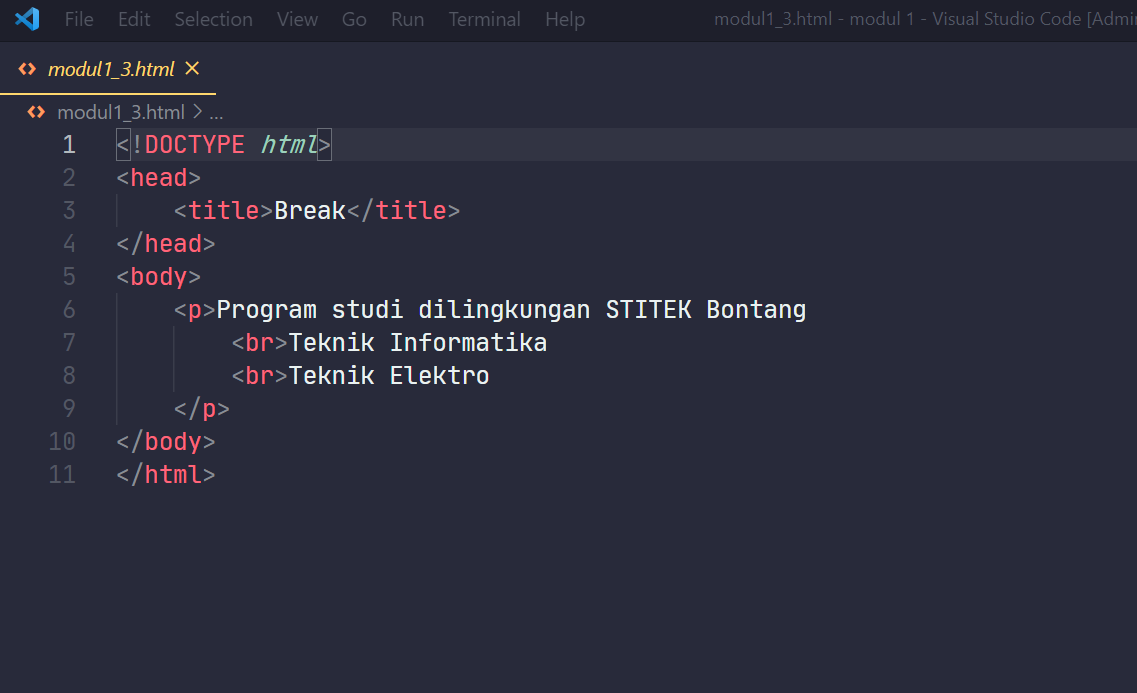 File Edit Selection View Go Run Terminal Help modul1_3.html - modul 1 - Visual Studio Code [Admi
modul1_3.html
modul1_3.html > ...
1 <!DOCTYPE html>
2 <head>
3     <title>Break</title>
4 </head>
5 <body>
6     <p>Program studi dilingkungan STITEK Bontang
7         <br>Teknik Informatika
8         <br>Teknik Elektro
9     </p>
10 </body>
11 </html>